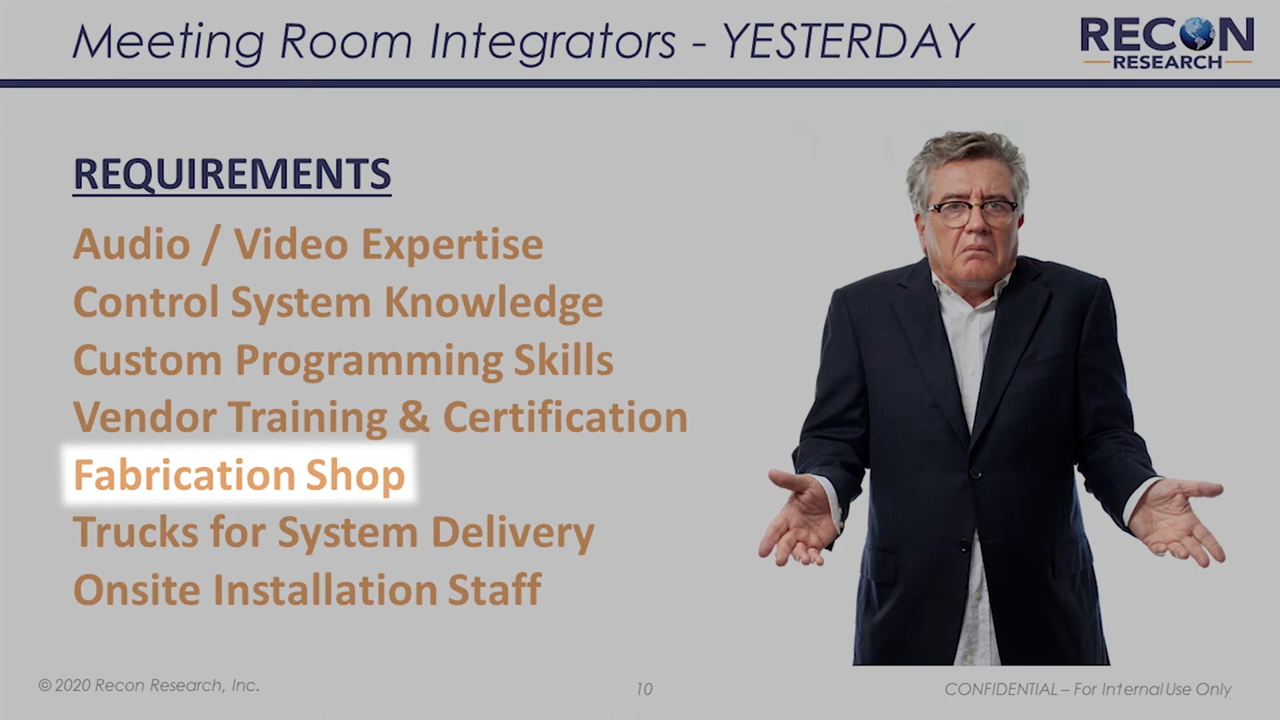 Meeting Room Integrators - YESTERDAY
RECON
RESEARCH
REQUIREMENTS
Audio / Video Expertise
Control System Knowledge
Custom Programming Skills
Vendor Training & Certification
Fabrication Shop
Trucks for System Delivery
Onsite Installation Staff
© 2020 Recon Research, Inc.
10
CONFIDENTIAL – For Internal Use Only